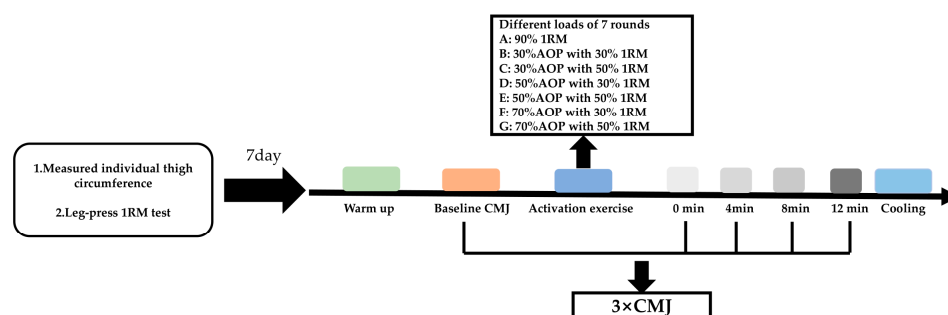 Different loads of 7 rounds
A: 90% 1RM
B: 30%AOP with 30% 1RM
C: 30%AOP with 50% 1RM
D: 50%AOP with 30% 1RM
E: 50%AOP with 50% 1RM
F: 70%AOP with 30% 1RM
G: 70%AOP with 50% 1RM
1.Measured individual thigh
circumference
2.Leg-press 1RM test
7day
Warm up
Baseline CMJ
Activation exercise
0 min
4min
8min
12 min
Cooling
3×CMJ